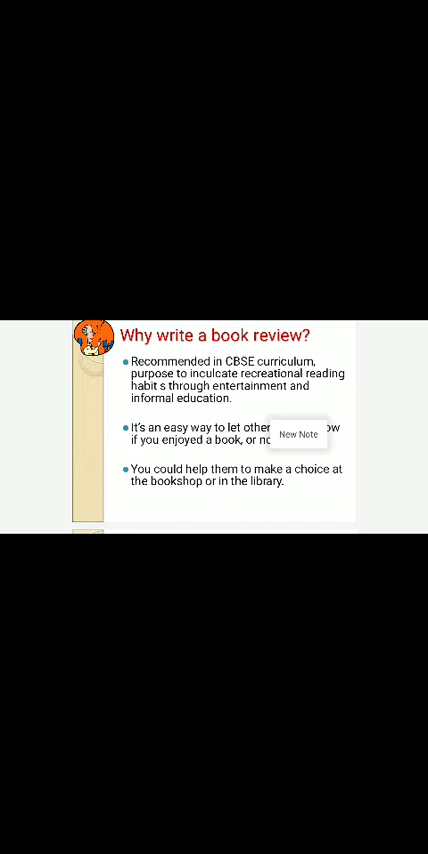 Why write a book review?
Recommended in CBSE curriculum,
purpose to inculcate recreational reading
habit s through entertainment and
informal education.
It's an easy way to let other ow
if you enjoyed a book, or
New Note
You could help them to make a choice at
the bookshop or in the library.